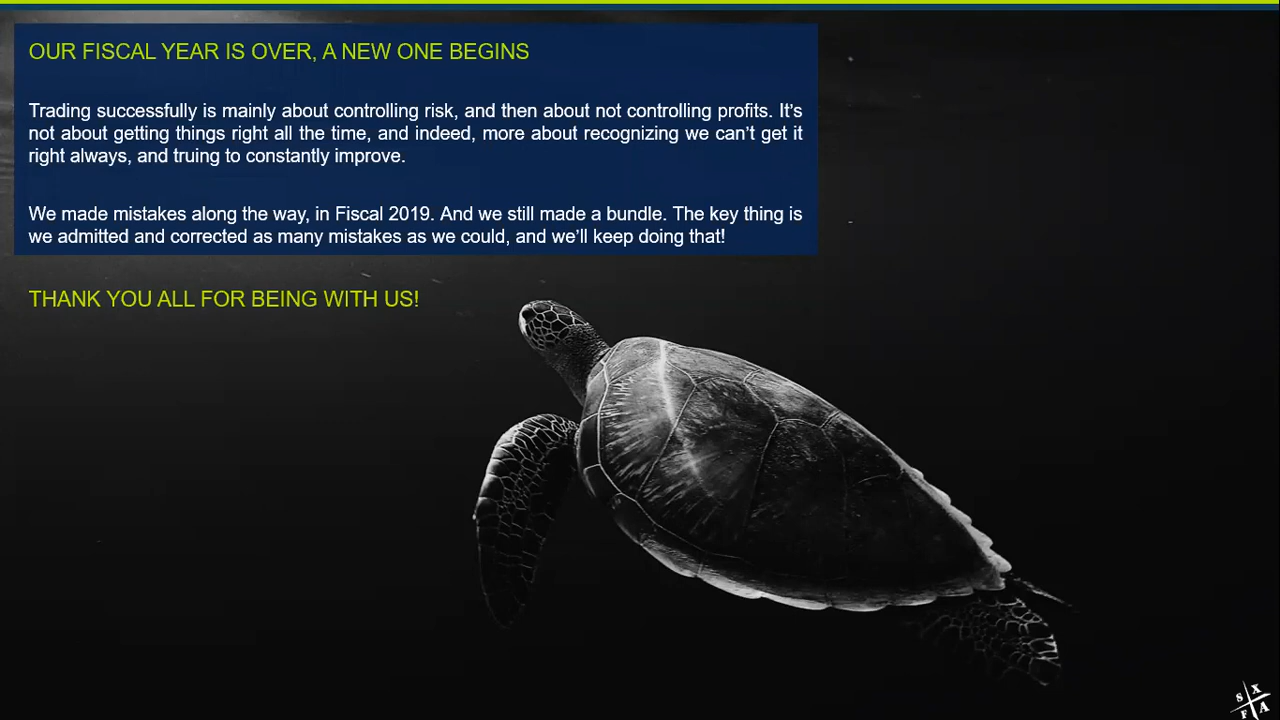 OUR FISCAL YEAR IS OVER, A NEW ONE BEGINS
Trading successfully is mainly about controlling risk, and then about not controlling profits. It’s
not about getting things right all the time, and indeed, more about recognizing we can’t get it
right always, and truing to constantly improve.
We made mistakes along the way, in Fiscal 2019. And we still made a bundle. The key thing is
we admitted and corrected as many mistakes as we could, and we’ll keep doing that!
THANK YOU ALL FOR BEING WITH US!
S X
F A